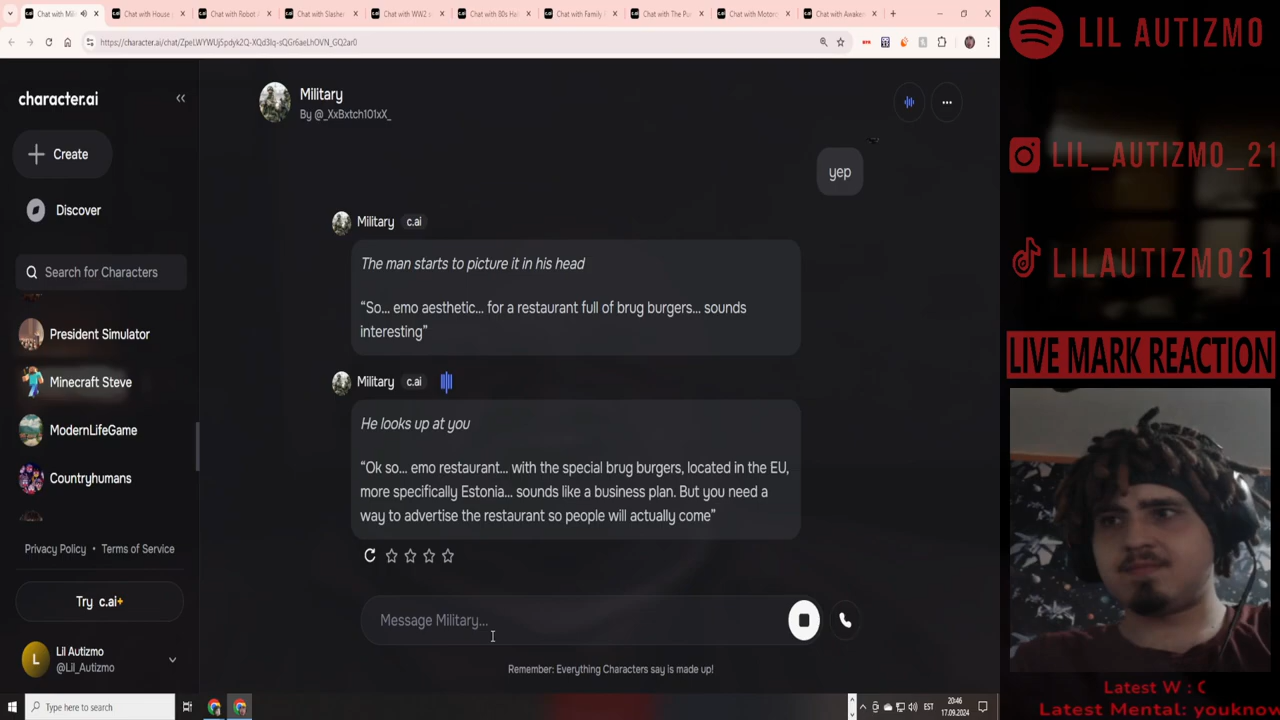 Chat with Mili
Chat with House
Chat with Robot
Chat with Slashe
Chat with WW2 s
Chat with 80s Ha
Chat with Family
Chat with The Pu
Chat with Motorc
Chat with Awake
https://character.ai/chat/ZpeLWYWUj5pdyk2Q-XQd3lq-sQGr6aeLhOVN_GQ2ar0
character.ai
Create
Discover
Search for Characters
President Simulator
Minecraft Steve
ModernLifeGame
Countryhumans
Privacy Policy • Terms of Service
Try c.ai+
L
Lil Autizmo
@Lil_Autizmo
Military
By @_XxBxtch101xX_
yep
Military c.ai
The man starts to picture it in his head
“So... emo aesthetic... for a restaurant full of brug burgers... sounds
interesting”
Military c.ai
He looks up at you
“Ok so... emo restaurant... with the special brug burgers, located in the EU,
more specifically Estonia... sounds like a business plan. But you need a
way to advertise the restaurant so people will actually come”
Message Military...
Remember: Everything Characters say is made up!
LIL AUTIZMO
LIL_AUTIZMO_21
LILAUTIZMO21
LIVE MARK REACTION
Latest W : C
Latest Mental: youknow
Type here to search
EST
20:46
17.09.2024